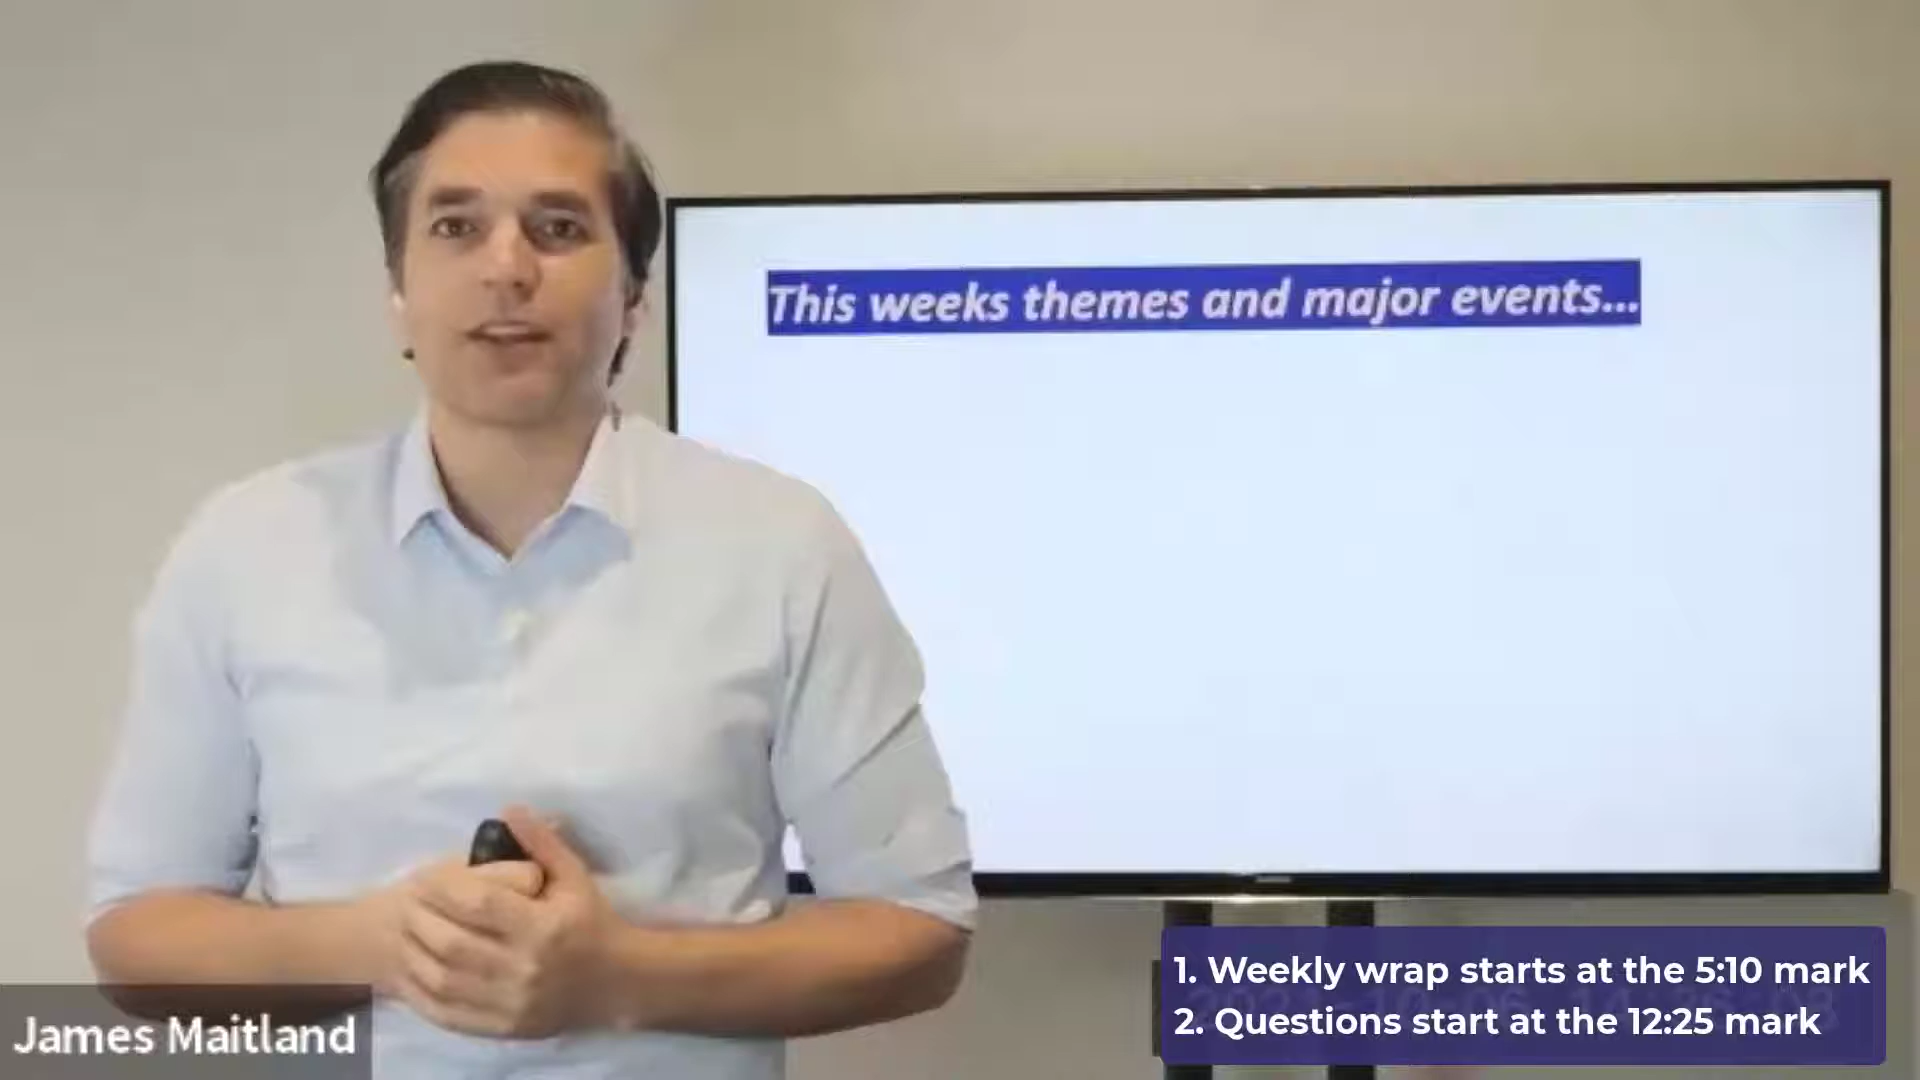 This weeks themes and major events...
1. Weekly wrap starts at the 5:10 mark
2. Questions start at the 12:25 mark
James Maitland